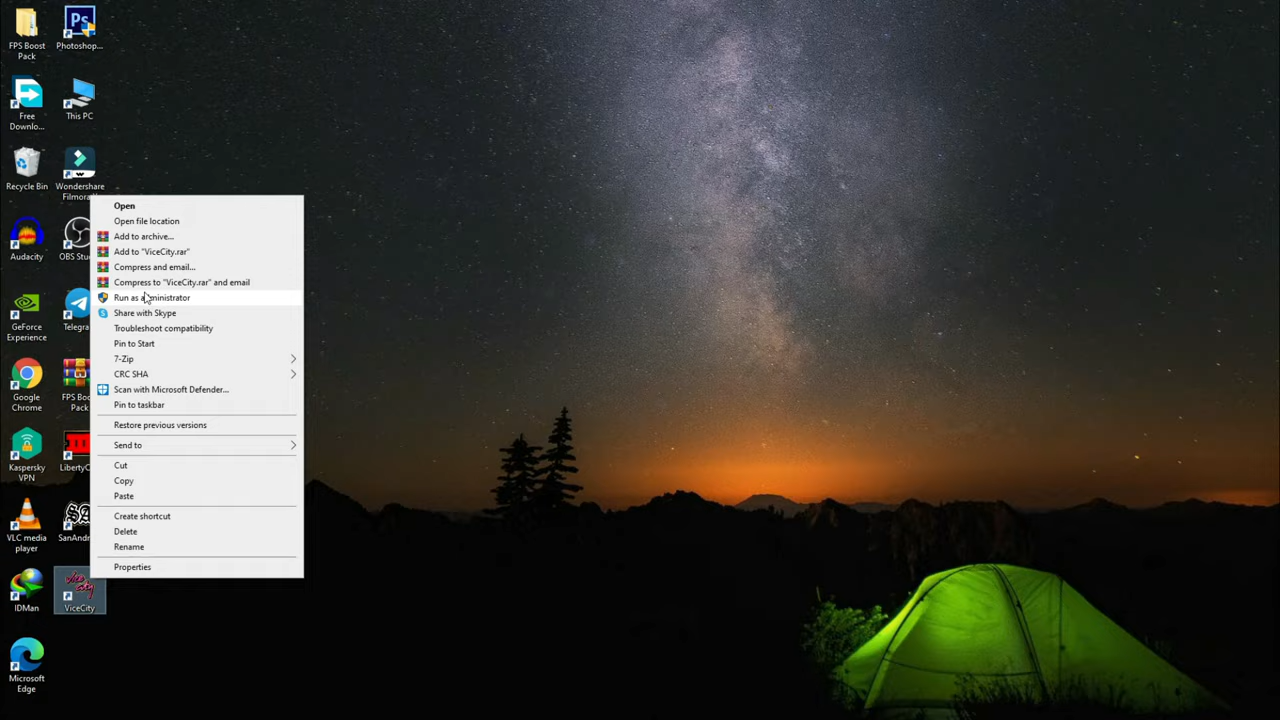 FPS Boost
Pack
Photoshop...
Free
Downlo...
This PC
Recycle Bin
Wondershare
Filmora
Audacity
OBS Stu
GeForce
Experience
Telegra
Google
Chrome
FPS Boo
Pack
Kaspersky
VPN
LibertyC
VLC media
player
SanAndr
IDMan
ViceCity
Microsoft
Edge
Open
Open file location
Add to archive...
Add to "ViceCity.rar"
Compress and email...
Compress to "ViceCity.rar" and email
Run as administrator
Share with Skype
Troubleshoot compatibility
Pin to Start
7-Zip
CRC SHA
Scan with Microsoft Defender...
Pin to taskbar
Restore previous versions
Send to
Cut
Copy
Paste
Create shortcut
Delete
Rename
Properties